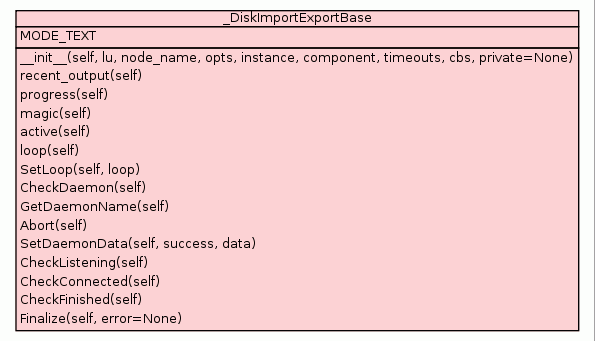 _DiskImportExportBase
MODE_TEXT
__init__(self, lu, node_name, opts, instance, component, timeouts, cbs, private=None)
recent_output(self)
progress(self)
magic(self)
active(self)
loop(self)
SetLoop(self, loop)
CheckDaemon(self)
GetDaemonName(self)
Abort(self)
SetDaemonData(self, success, data)
CheckListening(self)
CheckConnected(self)
CheckFinished(self)
Finalize(self, error=None)